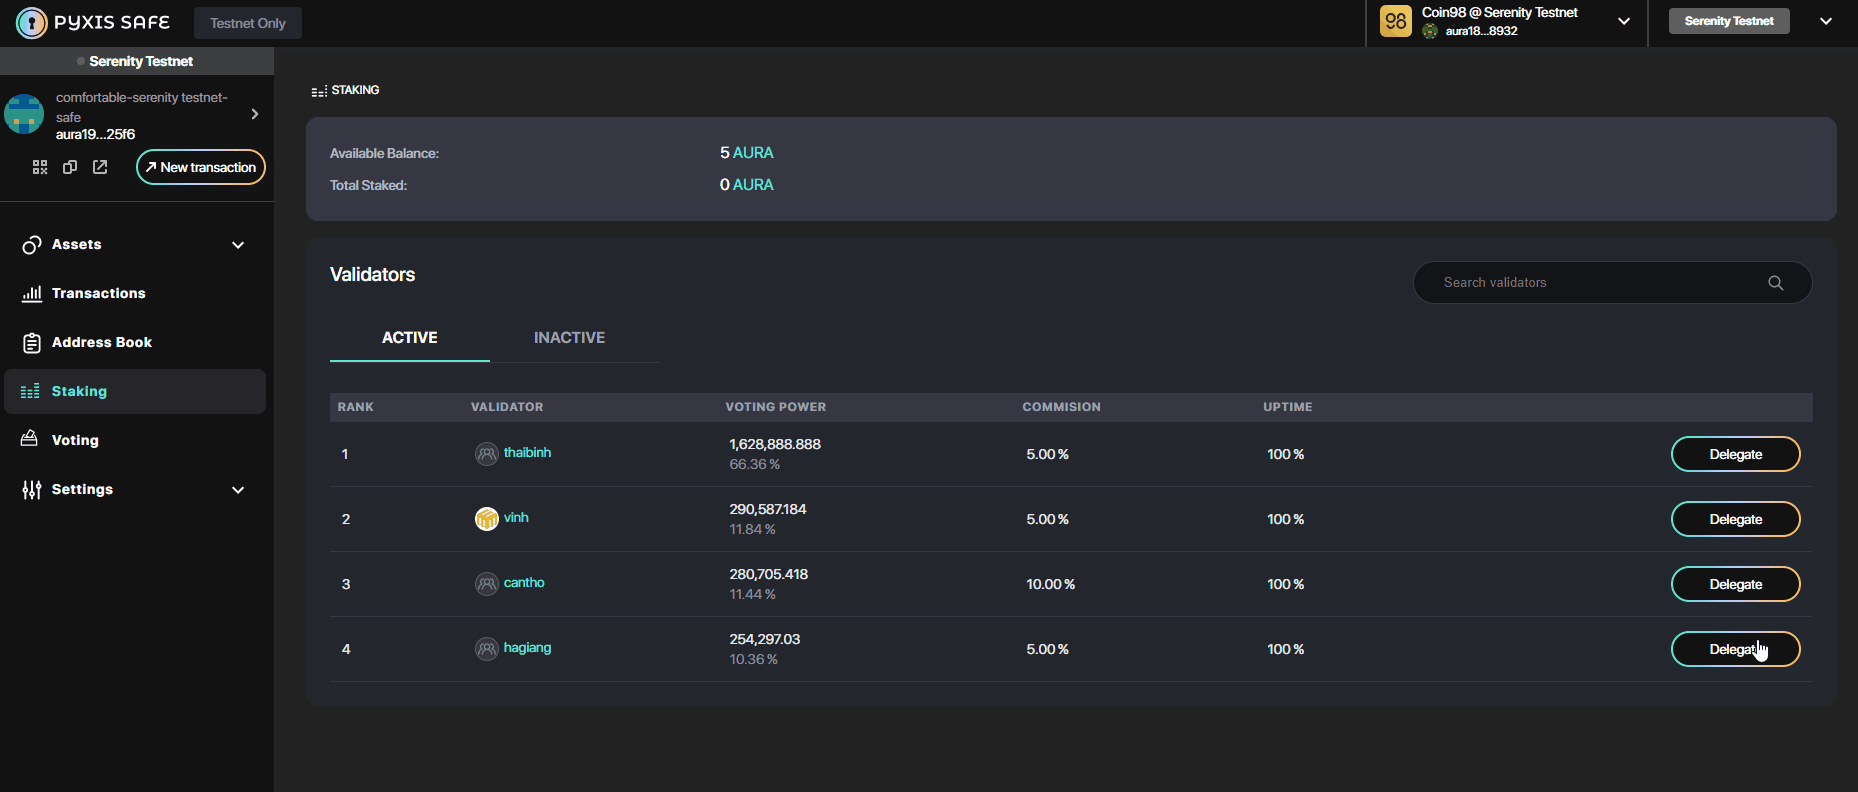 PYXIS SAFE
Testnet Only
Coin98 @ Serenity Testnet
aura18...8932
Serenity Testnet
Serenity Testnet
comfortable-serenity testnet-
safe
aura19...25f6
New transaction
Assets
Transactions
Address Book
Staking
Voting
Settings
STAKING
Available Balance: 5 AURA
Total Staked: 0 AURA
Validators
Search validators
ACTIVE INACTIVE
RANK VALIDATOR VOTING POWER COMMISION UPTIME
1 thaibinh 1,628,888.888 5.00 % 100 % Delegate
66.36 %
2 vinh 290,587.184 5.00 % 100 % Delegate
11.84 %
3 cantho 280,705.418 10.00 % 100 % Delegate
11.44 %
4 hagiang 254,297.03 5.00 % 100 % Delegate
10.36 %